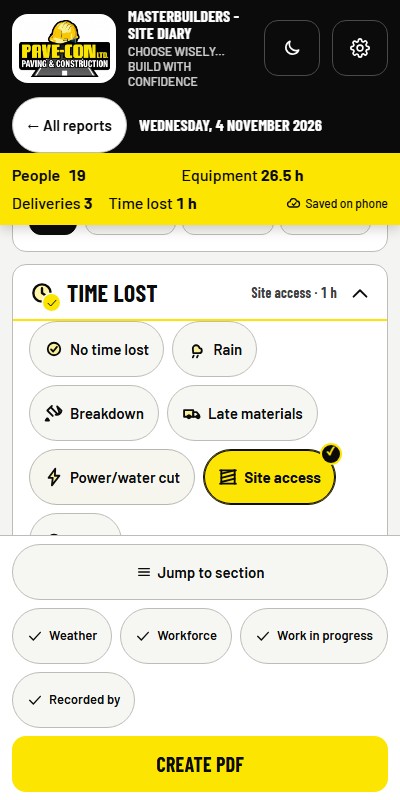 PAVE-CON LTD.
PAVING & CONSTRUCTION
MASTERBUILDERS -
SITE DIARY
CHOOSE WISELY...
BUILD WITH
CONFIDENCE
← All reports
WEDNESDAY, 4 NOVEMBER 2026
People 19
Equipment 26.5 h
Deliveries 3
Time lost 1 h
Saved on phone
TIME LOST
Site access · 1 h
No time lost
Rain
Breakdown
Late materials
Power/water cut
Site access
Jump to section
Weather
Workforce
Work in progress
Recorded by
CREATE PDF